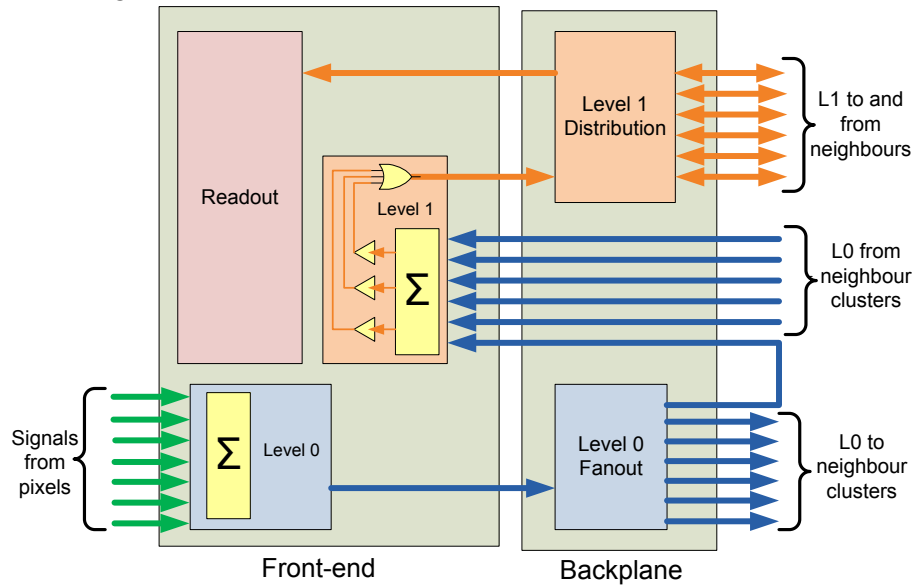 Level 1
Distribution
L1 to and
from
neighbours
Readout
Level 1
Σ
L0 from
neighbour
clusters
Signals
from
pixels
Σ
Level 0
Level 0
Fanout
L0 to
neighbour
clusters
Front-end
Backplane